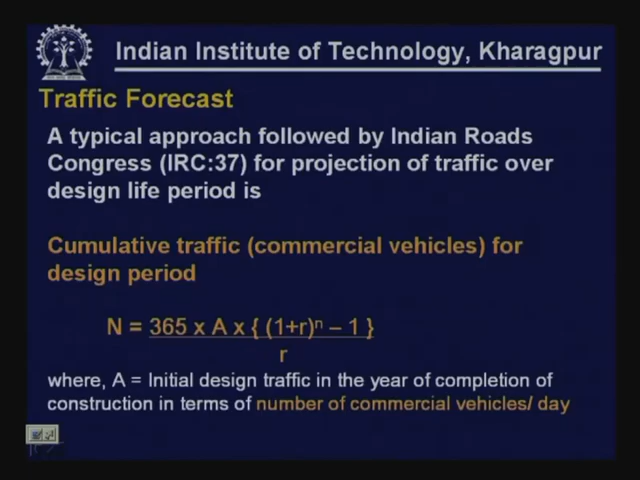 Indian Institute of Technology, Kharagpur
Traffic Forecast
A typical approach followed by Indian Roads
Congress (IRC:37) for projection of traffic over
design life period is
Cumulative traffic (commercial vehicles) for
design period
N = 365 x A x { (1+r)ⁿ – 1 }
r
where, A = Initial design traffic in the year of completion of
construction in terms of number of commercial vehicles/ day